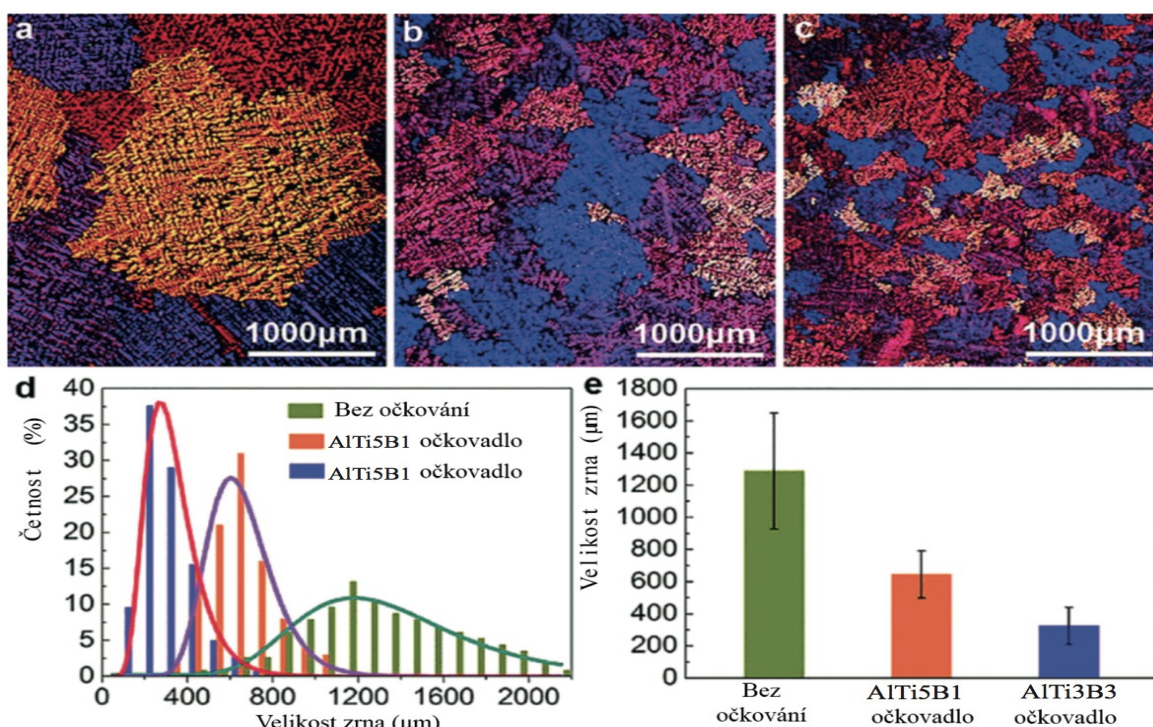 a
b
c
1000µm
1000µm
1000µm
d
40
35
30
25
20
15
10
5
0
Četnost (%)
Bez očkování
AlTi5B1 očkovadlo
AlTi5B1 očkovadlo
0
400
800
1200
1600
2000
Velikost zrna (µm)
e
1800
1600
1400
1200
1000
800
600
400
200
0
Velikost zrna (µm)
Bez
očkování
AlTi5B1
očkovadlo
AlTi3B3
očkovadlo